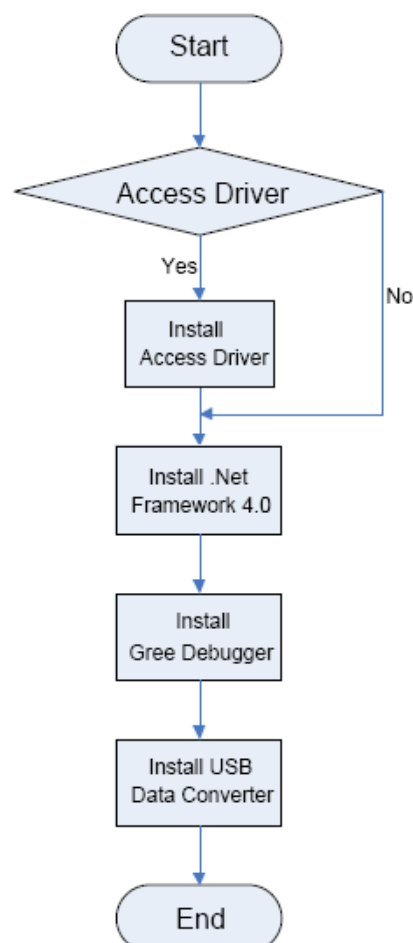 Start
Access Driver
Yes
No
Install
Access Driver
Install .Net
Framework 4.0
Install
Gree Debugger
Install USB
Data Converter
End